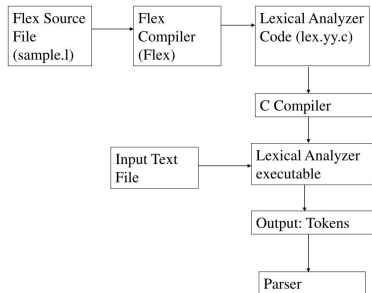 Flex Source
File
(sample.l)
Flex
Compiler
(Flex)
Lexical Analyzer
Code (lex.yy.c)
C Compiler
Input Text
File
Lexical Analyzer
executable
Output: Tokens
Parser